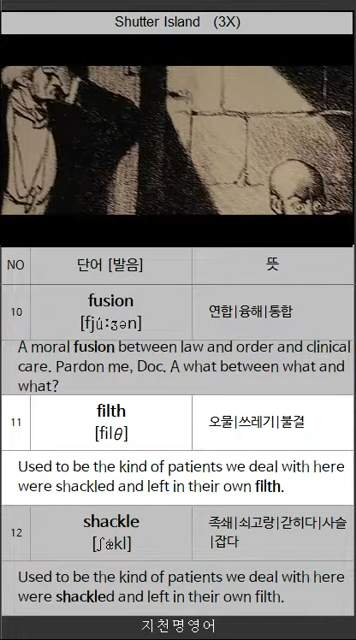 Shutter Island (3X)
NO 단어 [발음] 뜻
10 fusion [fjúːʒən] 연합|융해|통합
A moral fusion between law and order and clinical
care. Pardon me, Doc. A what between what and
what?
11 filth [filθ] 오물|쓰레기|불결
Used to be the kind of patients we deal with here
were shackled and left in their own filth.
12 shackle [ʃǽkl] 족쇄|쇠고랑|갇히다|사슬
|잡다
Used to be the kind of patients we deal with here
were shackled and left in their own filth.
지천명영어